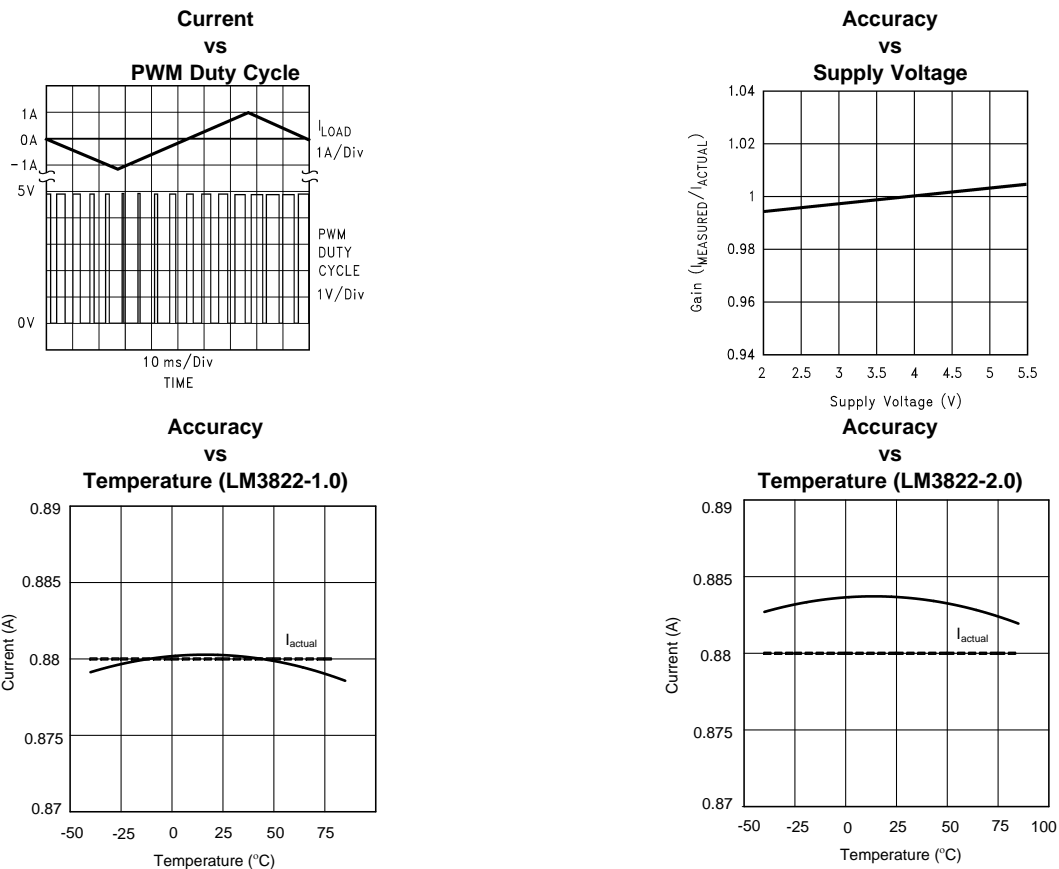 Current
vs
PWM Duty Cycle
1A
0A
−1A
5V
0V
I_LOAD
1A/Div
PWM
DUTY
CYCLE
1V/Div
10 ms/Div
TIME
Accuracy
vs
Supply Voltage
1.04
1.02
1
0.98
0.96
0.94
Gain (I_MEASURED/I_ACTUAL)
2 2.5 3 3.5 4 4.5 5 5.5
Supply Voltage (V)
Accuracy
vs
Temperature (LM3822-1.0)
0.89
0.885
0.88
0.875
0.87
Current (A)
I_actual
-50 -25 0 25 50 75
Temperature (°C)
Accuracy
vs
Temperature (LM3822-2.0)
0.89
0.885
0.88
0.875
0.87
Current (A)
I_actual
-50 -25 0 25 50 75 100
Temperature (°C)